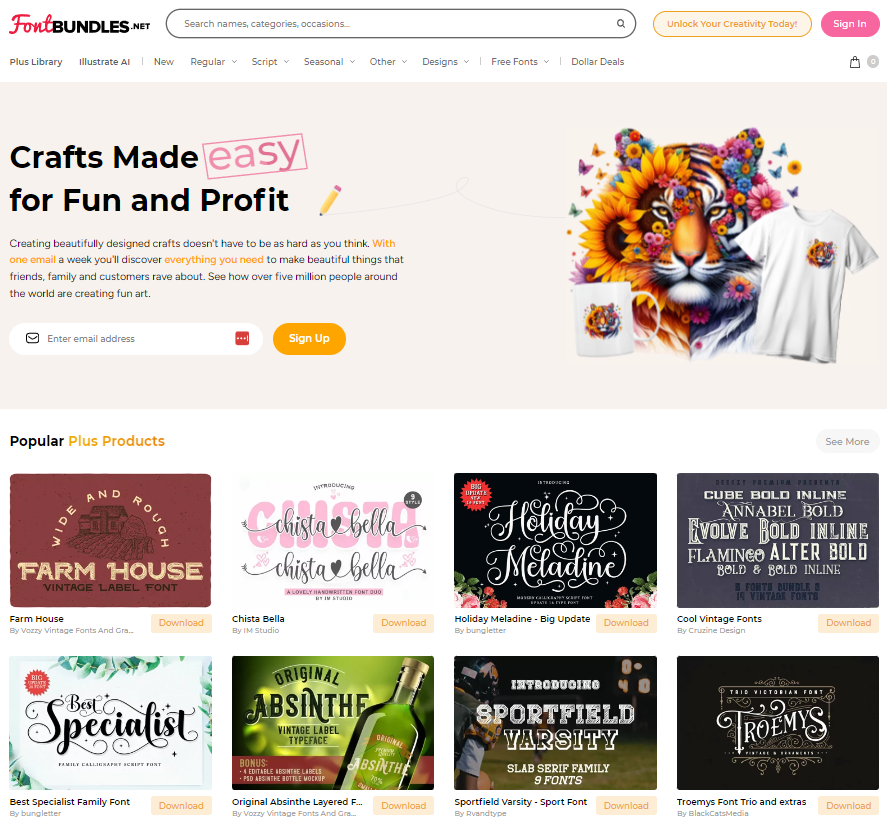 FontBUNDLES.NET
Search names, categories, occasions...
Unlock Your Creativity Today!
Sign In
Plus Library
Illustrate AI
New
Regular
Script
Seasonal
Other
Designs
Free Fonts
Dollar Deals
0
Crafts Made easy
for Fun and Profit
Creating beautifully designed crafts doesn't have to be as hard as you think. With
one email a week you'll discover everything you need to make beautiful things that
friends, family and customers rave about. See how over five million people around
the world are creating fun art.
Enter email address
Sign Up
Popular Plus Products
See More
WIDE AND ROUGH
FARM HOUSE
VINTAGE LABEL FONT
Farm House
By Vozzy Vintage Fonts And Gra...
Download
INTRODUCING
9
STYLE
CHISTA
chista bella
chista bella
A LOVELY HANDWRITTEN FONT DUO
BY IM STUDIO
Chista Bella
By IM Studio
Download
BIG
UPDATE
INTRODUCING
Holiday
Meladine
MODERN CALLIGRAPHY SCRIPT FONT
UPDATE 14 TYPE FONT
Holiday Meladine - Big Update
By bungletter
Download
STREET PREMIUM PRESENTS
CUBE BOLD INLINE
ANNABEL BOLD
EVOLVE BOLD INLINE
FLAMINGO ALTER BOLD
BOLD & BOLD INLINE
15 VINTAGE FONTS
Cool Vintage Fonts
By Cruzine Design
Download
BIG
UPDATE
Best
Specialist
FAMILY CALLIGRAPHY SCRIPT FONT
Best Specialist Family Font
By bungletter
Download
ORIGINAL
ABSINTHE
VINTAGE LABEL
TYPEFACE
BONUS:
• 4 EDITABLE ABSINTHE LABELS
• PSD ABSINTHE BOTTLE MOCKUP
ORIGINAL
ABSINTHE
70%
Original Absinthe Layered F...
By Vozzy Vintage Fonts And Gra...
Download
INTRODUCING
SPORTFIELD
VARSITY
SLAB SERIF FAMILY
9 FONTS
Sportfield Varsity - Sport Font
By Rvandtype
Download
TRIO VICTORIAN FONT
TROEMYS
VINTAGE & ORNAMENTS
Troemys Font Trio and extras
By BlackCatsMedia
Download